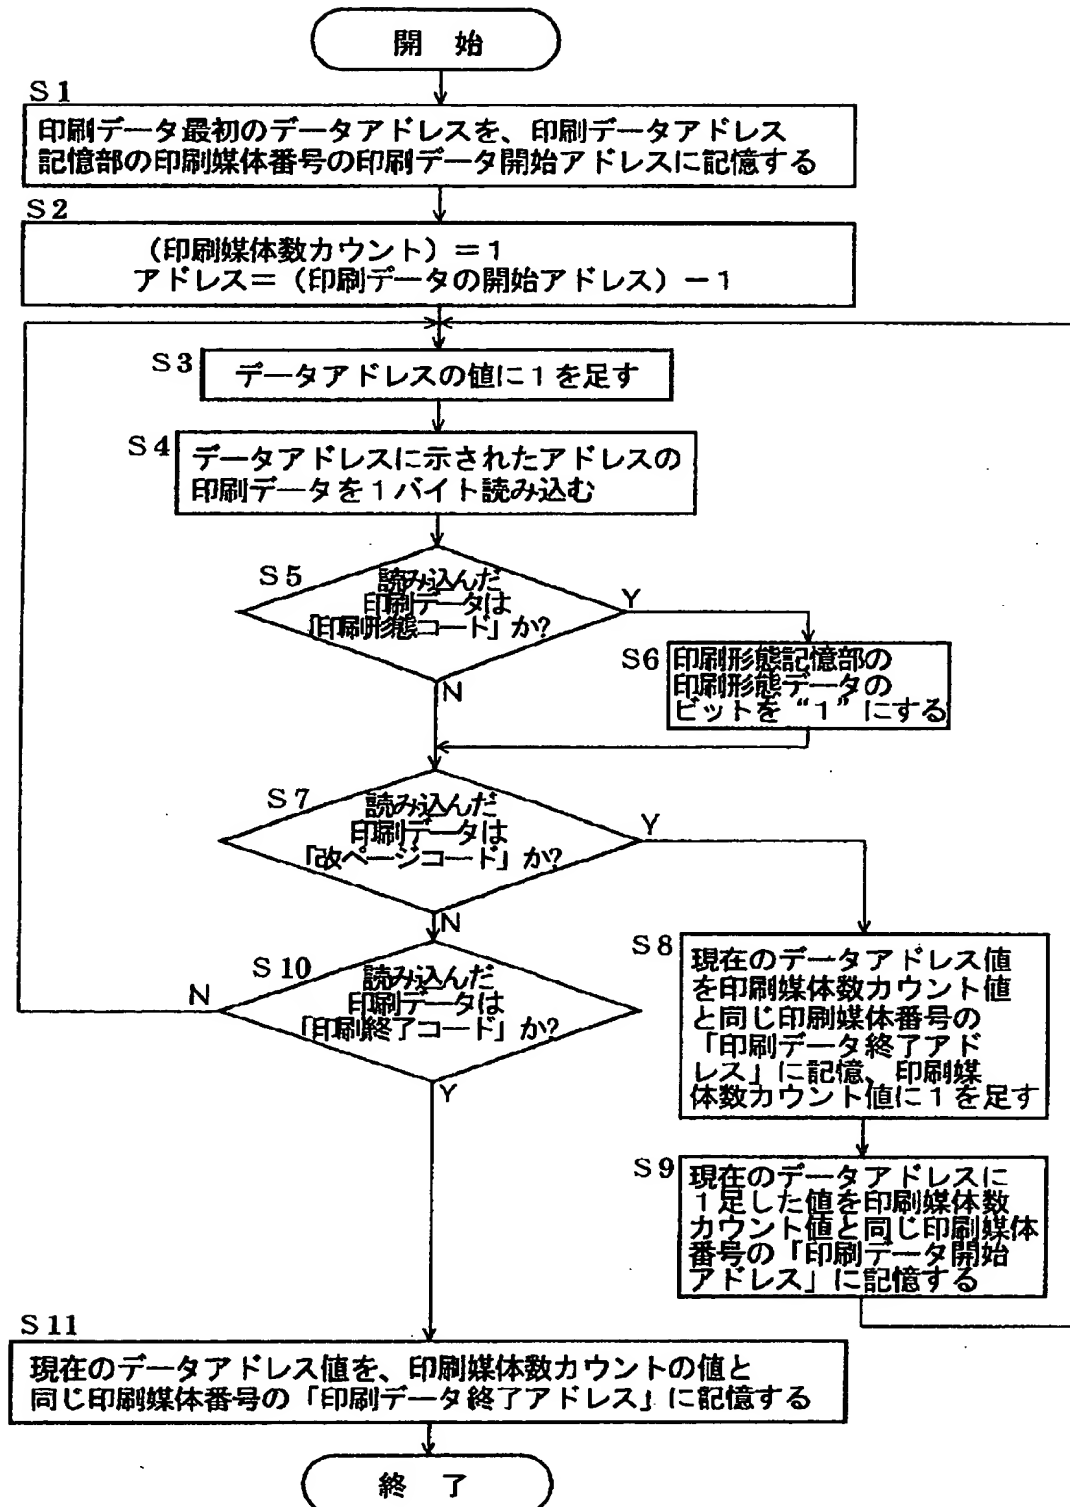 開 始
S1
印刷データ最初のデータアドレスを、印刷データアドレス
記憶部の印刷媒体番号の印刷データ開始アドレスに記憶する
S2
(印刷媒体数カウント)=1
アドレス=(印刷データの開始アドレス)-1
S3
データアドレスの値に1を足す
S4
データアドレスに示されたアドレスの
印刷データを1バイト読み込む
S5
読み込んだ
印刷データは
「印刷形態コード」か?
Y
N
S6
印刷形態記憶部の
印刷形態データの
ビットを“1”にする
S7
読み込んだ
印刷データは
「改ページコード」か?
Y
N
S8
現在のデータアドレス値
を印刷媒体数カウント値
と同じ印刷媒体番号の
「印刷データ終了アド
レス」に記憶、印刷媒
体数カウント値に1を足す
S9
現在のデータアドレスに
1足した値を印刷媒体数
カウント値と同じ印刷媒体
番号の「印刷データ開始
アドレス」に記憶する
S10
読み込んだ
印刷データは
「印刷終了コード」か?
N
Y
S11
現在のデータアドレス値を、印刷媒体数カウントの値と
同じ印刷媒体番号の「印刷データ終了アドレス」に記憶する
終 了